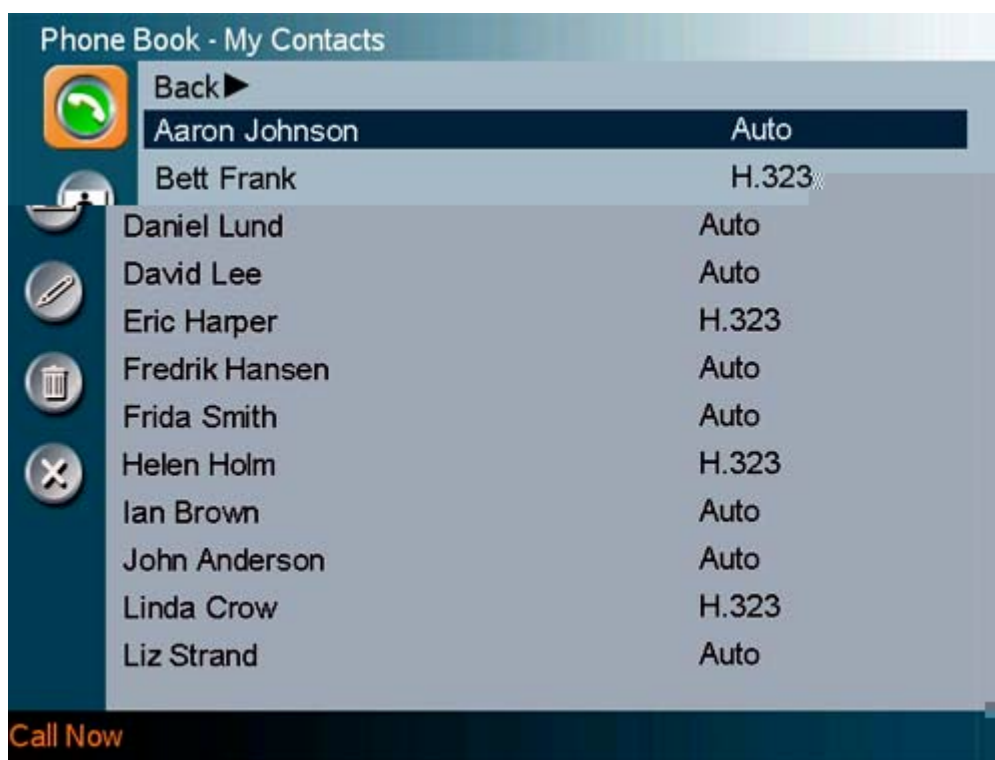 Phone Book - My Contacts
Back►
Aaron Johnson Auto
Bett Frank H.323
Daniel Lund Auto
David Lee Auto
Eric Harper H.323
Fredrik Hansen Auto
Frida Smith Auto
Helen Holm H.323
Ian Brown Auto
John Anderson Auto
Linda Crow H.323
Liz Strand Auto
Call Now